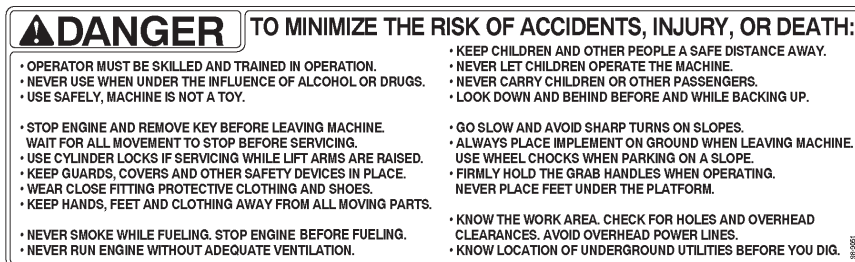 DANGER TO MINIMIZE THE RISK OF ACCIDENTS, INJURY, OR DEATH:
• OPERATOR MUST BE SKILLED AND TRAINED IN OPERATION.
• NEVER USE WHEN UNDER THE INFLUENCE OF ALCOHOL OR DRUGS.
• USE SAFELY, MACHINE IS NOT A TOY.
• STOP ENGINE AND REMOVE KEY BEFORE LEAVING MACHINE.
WAIT FOR ALL MOVEMENT TO STOP BEFORE SERVICING.
• USE CYLINDER LOCKS IF SERVICING WHILE LIFT ARMS ARE RAISED.
• KEEP GUARDS, COVERS AND OTHER SAFETY DEVICES IN PLACE.
• WEAR CLOSE FITTING PROTECTIVE CLOTHING AND SHOES.
• KEEP HANDS, FEET AND CLOTHING AWAY FROM ALL MOVING PARTS.
• NEVER SMOKE WHILE FUELING. STOP ENGINE BEFORE FUELING.
• NEVER RUN ENGINE WITHOUT ADEQUATE VENTILATION.
• KEEP CHILDREN AND OTHER PEOPLE A SAFE DISTANCE AWAY.
• NEVER LET CHILDREN OPERATE THE MACHINE.
• NEVER CARRY CHILDREN OR OTHER PASSENGERS.
• LOOK DOWN AND BEHIND BEFORE AND WHILE BACKING UP.
• GO SLOW AND AVOID SHARP TURNS ON SLOPES.
• ALWAYS PLACE IMPLEMENT ON GROUND WHEN LEAVING MACHINE.
USE WHEEL CHOCKS WHEN PARKING ON A SLOPE.
• FIRMLY HOLD THE GRAB HANDLES WHEN OPERATING.
NEVER PLACE FEET UNDER THE PLATFORM.
• KNOW THE WORK AREA. CHECK FOR HOLES AND OVERHEAD
CLEARANCES. AVOID OVERHEAD POWER LINES.
• KNOW LOCATION OF UNDERGROUND UTILITIES BEFORE YOU DIG.